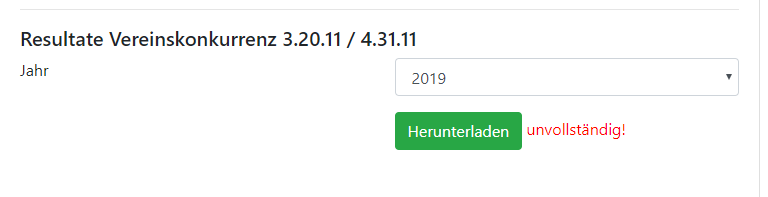 Resultate Vereinskonkurrenz 3.20.11 / 4.31.11
Jahr
2019
Herunterladen unvollständig!